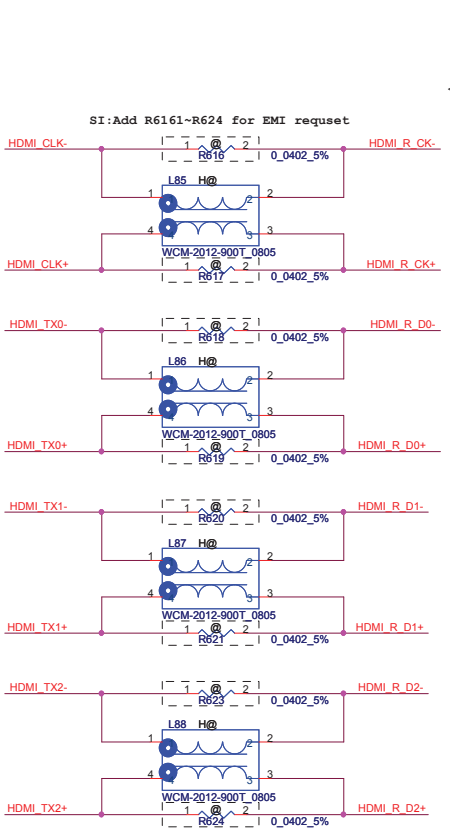 SI:Add R6161~R624 for EMI requset
HDMI_CLK- 1 @ 2 HDMI_R_CK-
R616 0_0402_5%
L85 H@
1 2 2
4 3 3
WCM-2012-900T_0805
HDMI_CLK+ 1 @ 2 HDMI_R_CK+
R617 0_0402_5%
HDMI_TX0- 1 @ 2 HDMI_R_D0-
R618 0_0402_5%
L86 H@
1 2 2
4 3 3
WCM-2012-900T_0805
HDMI_TX0+ 1 @ 2 HDMI_R_D0+
R619 0_0402_5%
HDMI_TX1- 1 @ 2 HDMI_R_D1-
R620 0_0402_5%
L87 H@
1 2 2
4 3 3
WCM-2012-900T_0805
HDMI_TX1+ 1 @ 2 HDMI_R_D1+
R621 0_0402_5%
HDMI_TX2- 1 @ 2 HDMI_R_D2-
R623 0_0402_5%
L88 H@
1 2 2
4 3 3
WCM-2012-900T_0805
HDMI_TX2+ 1 @ 2 HDMI_R_D2+
R624 0_0402_5%